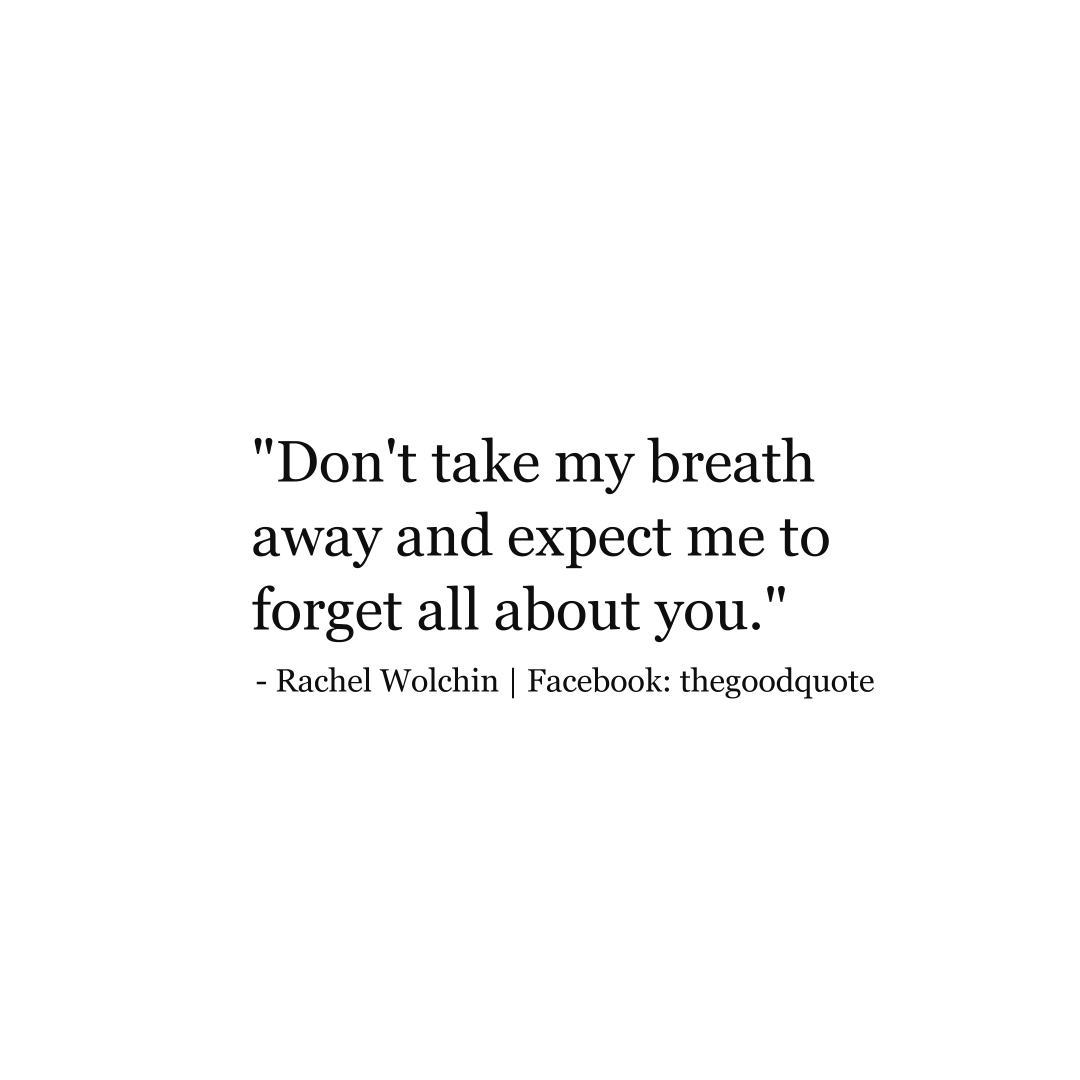 "Don't take my breath
away and expect me to
forget all about you."
- Rachel Wolchin | Facebook: thegoodquote